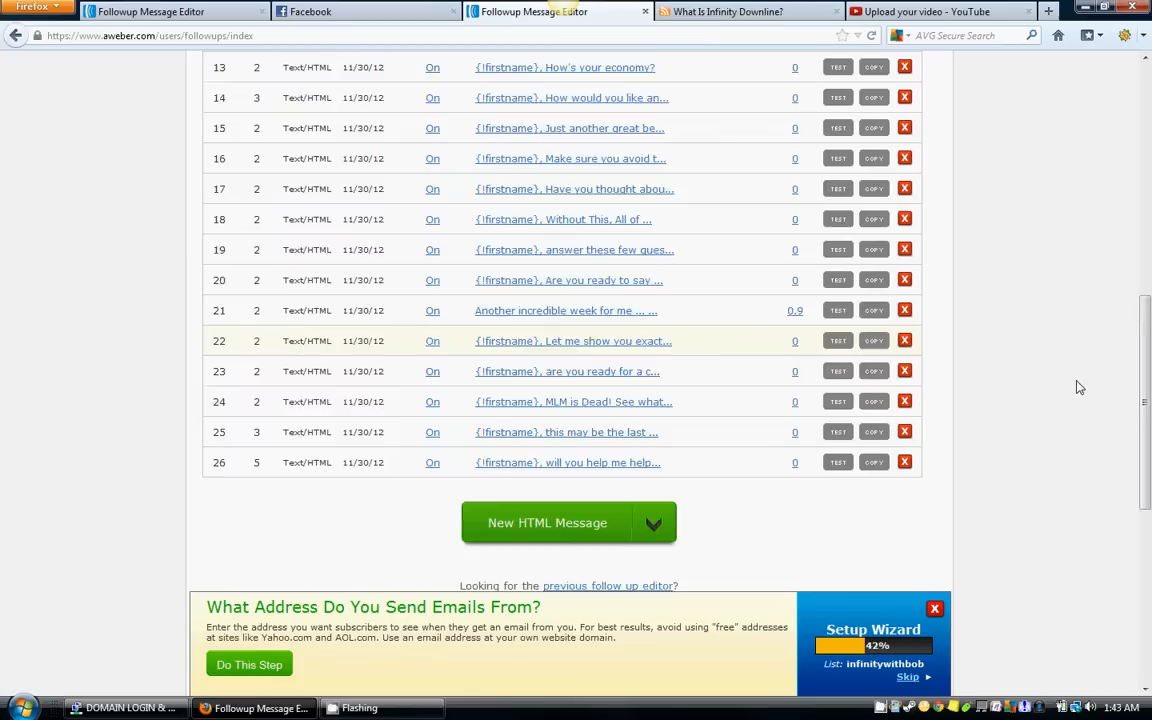 Firefox
Followup Message Editor
Facebook
Followup Message Editor
What Is Infinity Downline?
Upload your video - YouTube
https://www.aweber.com/users/followups/index
AVG Secure Search
13 2 Text/HTML 11/30/12 On {!firstname}, How's your economy? 0 TEST COPY X
14 3 Text/HTML 11/30/12 On {!firstname}, How would you like an... 0 TEST COPY X
15 2 Text/HTML 11/30/12 On {!firstname}, Just another great be... 0 TEST COPY X
16 2 Text/HTML 11/30/12 On {!firstname}, Make sure you avoid t... 0 TEST COPY X
17 2 Text/HTML 11/30/12 On {!firstname}, Have you thought abou... 0 TEST COPY X
18 2 Text/HTML 11/30/12 On {!firstname}, Without This, All of ... 0 TEST COPY X
19 2 Text/HTML 11/30/12 On {!firstname}, answer these few ques... 0 TEST COPY X
20 2 Text/HTML 11/30/12 On {!firstname}, Are you ready to say ... 0 TEST COPY X
21 2 Text/HTML 11/30/12 On Another incredible week for me ... ... 0.9 TEST COPY X
22 2 Text/HTML 11/30/12 On {!firstname}, Let me show you exact... 0 TEST COPY X
23 2 Text/HTML 11/30/12 On {!firstname}, are you ready for a c... 0 TEST COPY X
24 2 Text/HTML 11/30/12 On {!firstname}, MLM is Dead! See what... 0 TEST COPY X
25 3 Text/HTML 11/30/12 On {!firstname}, this may be the last ... 0 TEST COPY X
26 5 Text/HTML 11/30/12 On {!firstname}, will you help me help... 0 TEST COPY X
New HTML Message
Looking for the previous follow up editor?
What Address Do You Send Emails From?
Enter the address you want subscribers to see when they get an email from you. For best results, avoid using "free" addresses
at sites like Yahoo.com and AOL.com. Use an email address at your own website domain.
Do This Step
X
Setup Wizard
42%
List: infinitywithbob
Skip
DOMAIN LOGIN & ...
Followup Message E...
Flashing
1:43 AM